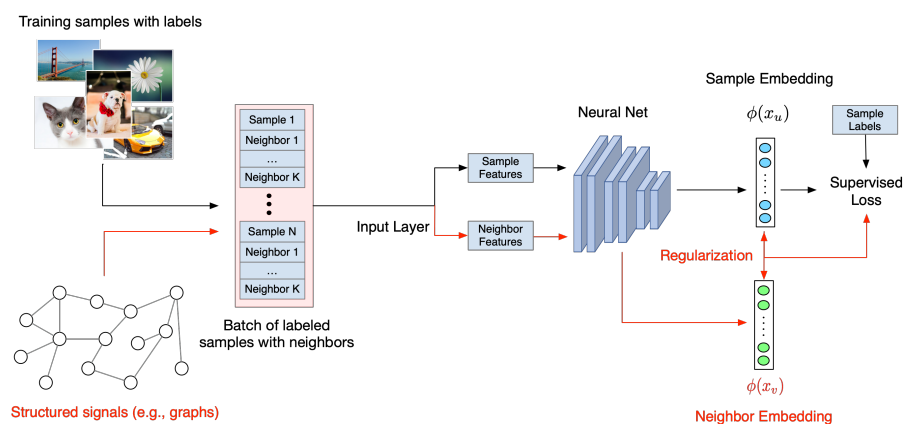 Training samples with labels
Sample 1
Neighbor 1
...
Neighbor K
Sample N
Neighbor 1
...
Neighbor K
Batch of labeled
samples with neighbors
Structured signals (e.g., graphs)
Input Layer
Sample
Features
Neighbor
Features
Neural Net
Sample Embedding
ϕ(xᵤ)
Sample
Labels
Supervised
Loss
Regularization
ϕ(xᵥ)
Neighbor Embedding